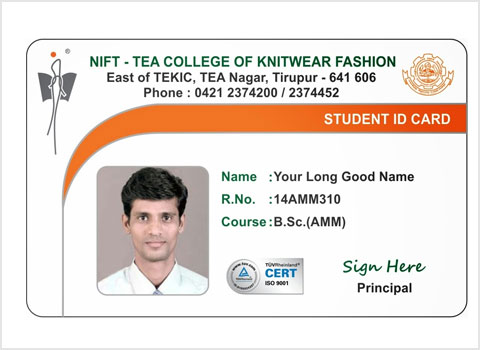 NIFT - TEA COLLEGE OF KNITWEAR FASHION
East of TEKIC, TEA Nagar, Tirupur - 641 606
Phone : 0421 2374200 / 2374452
STUDENT ID CARD
Name : Your Long Good Name
R.No. : 14AMM310
Course : B.Sc.(AMM)
TÜVRheinland®
CERT
ISO 9001
Sign Here
Principal